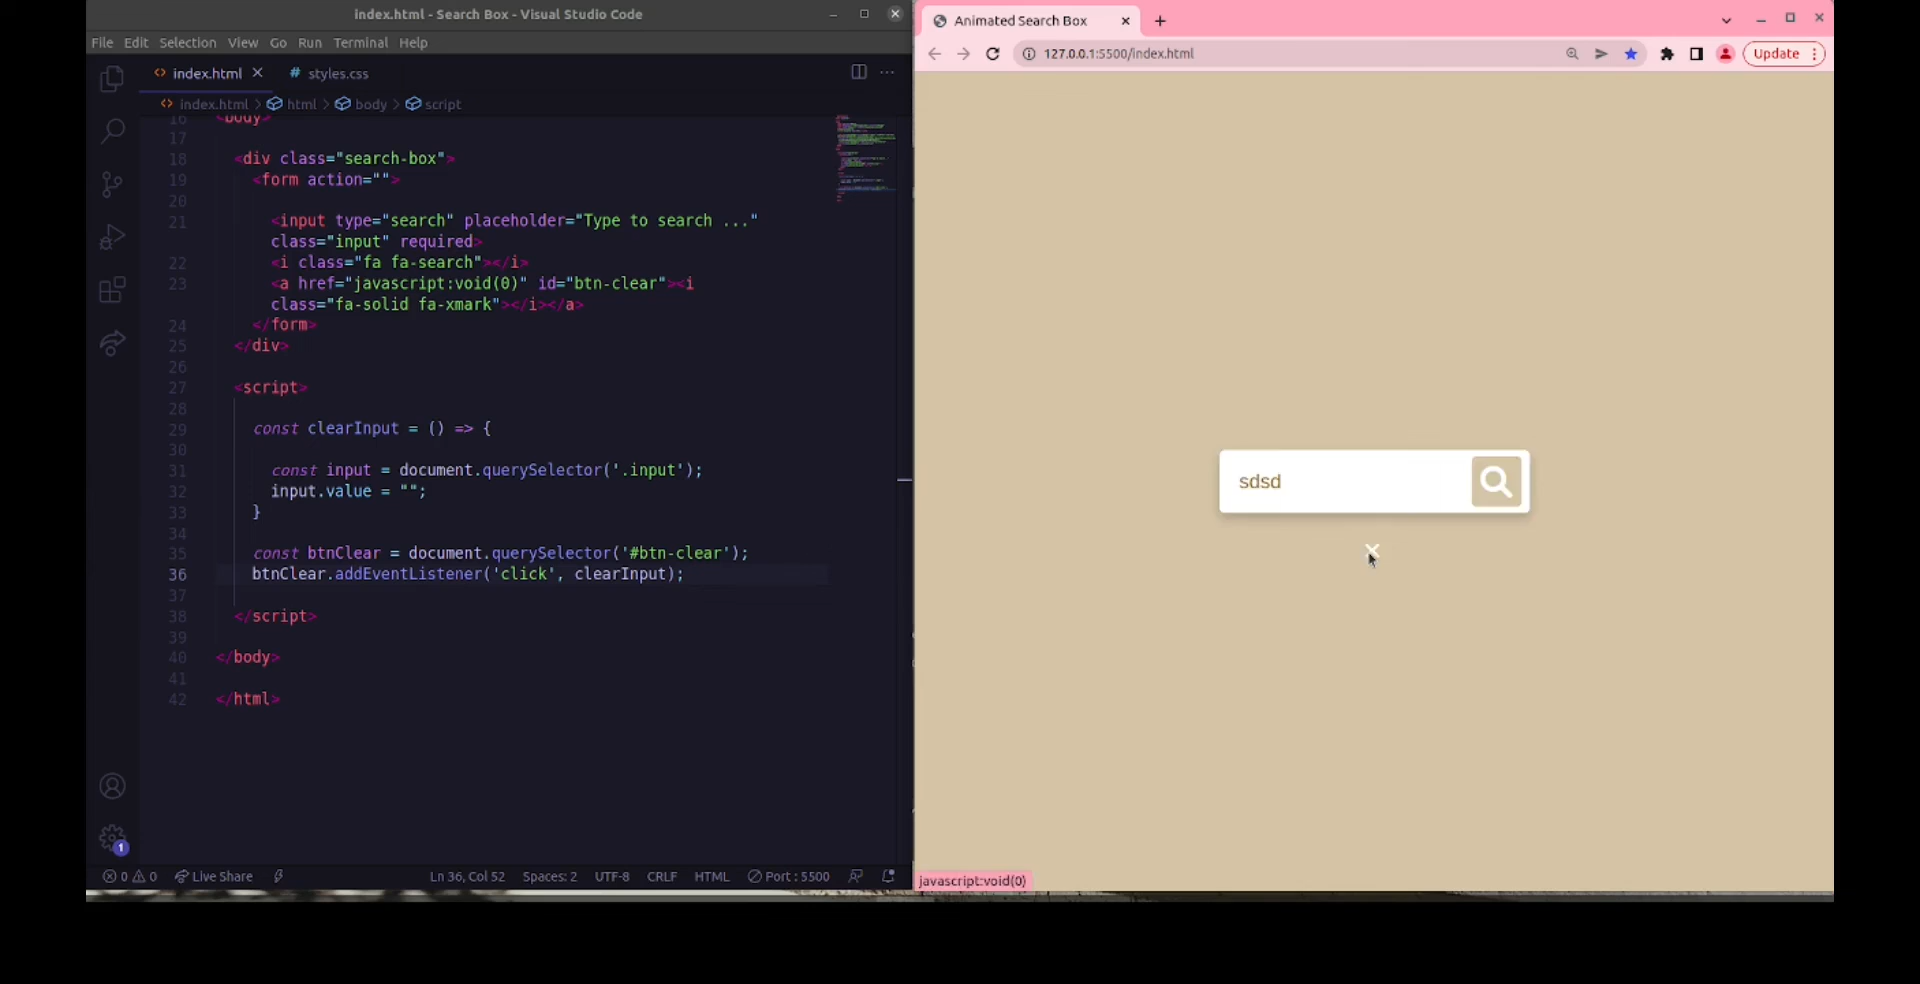 index.html - Search Box - Visual Studio Code
File Edit Selection View Go Run Terminal Help
<> index.html # styles.css
<> index.html > html > body > script
16 <body>
17
18 <div class="search-box">
19 <form action="">
20
21 <input type="search" placeholder="Type to search ..."
class="input" required>
22 <i class="fa fa-search"></i>
23 <a href="javascript:void(0)" id="btn-clear"><i
class="fa-solid fa-xmark"></i></a>
24 </form>
25 </div>
26
27 <script>
28
29 const clearInput = () => {
30
31 const input = document.querySelector('.input');
32 input.value = "";
33 }
34
35 const btnClear = document.querySelector('#btn-clear');
36 btnClear.addEventListener('click', clearInput);
37
38 </script>
39
40 </body>
41
42 </html>
1
0 0 Live Share Ln 36, Col 52 Spaces: 2 UTF-8 CRLF HTML Port : 5500
Animated Search Box
127.0.0.1:5500/index.html Update
sdsd
javascript:void(0)